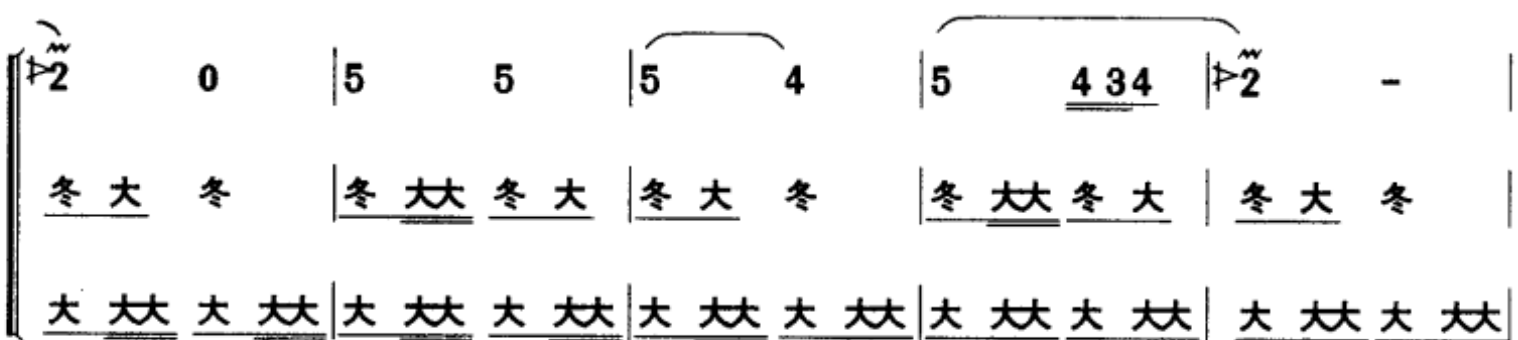 2 0 | 5 5 | 5 4 | 5 4 3 4 | 2 - |
冬 大 冬 | 冬 大大 冬 大 | 冬 大 冬 | 冬 大大 冬 大 | 冬 大 冬 |
大 大大 大 大大 | 大 大大 大 大大 | 大 大大 大 大大 | 大 大大 大 大大 | 大 大大 大 大大 |